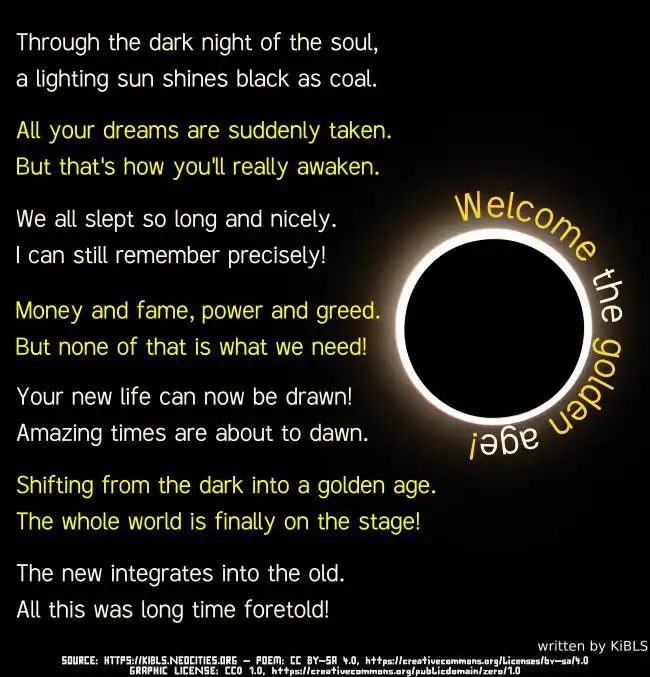 Through the dark night of the soul,
a lighting sun shines black as coal.
All your dreams are suddenly taken.
But that's how you'll really awaken.
We all slept so long and nicely.
I can still remember precisely!
Money and fame, power and greed.
But none of that is what we need!
Your new life can now be drawn!
Amazing times are about to dawn.
Shifting from the dark into a golden age.
The whole world is finally on the stage!
The new integrates into the old.
All this was long time foretold!
Welcome the golden age!
written by KiBLS
SOURCE: HTTPS://KIBLS.NEOCITIES.ORG — POEM: CC BY-SA 4.0, https://creativecommons.org/licenses/by-sa/4.0
GRAPHIC LICENSE: CC0 1.0, https://creativecommons.org/publicdomain/zero/1.0